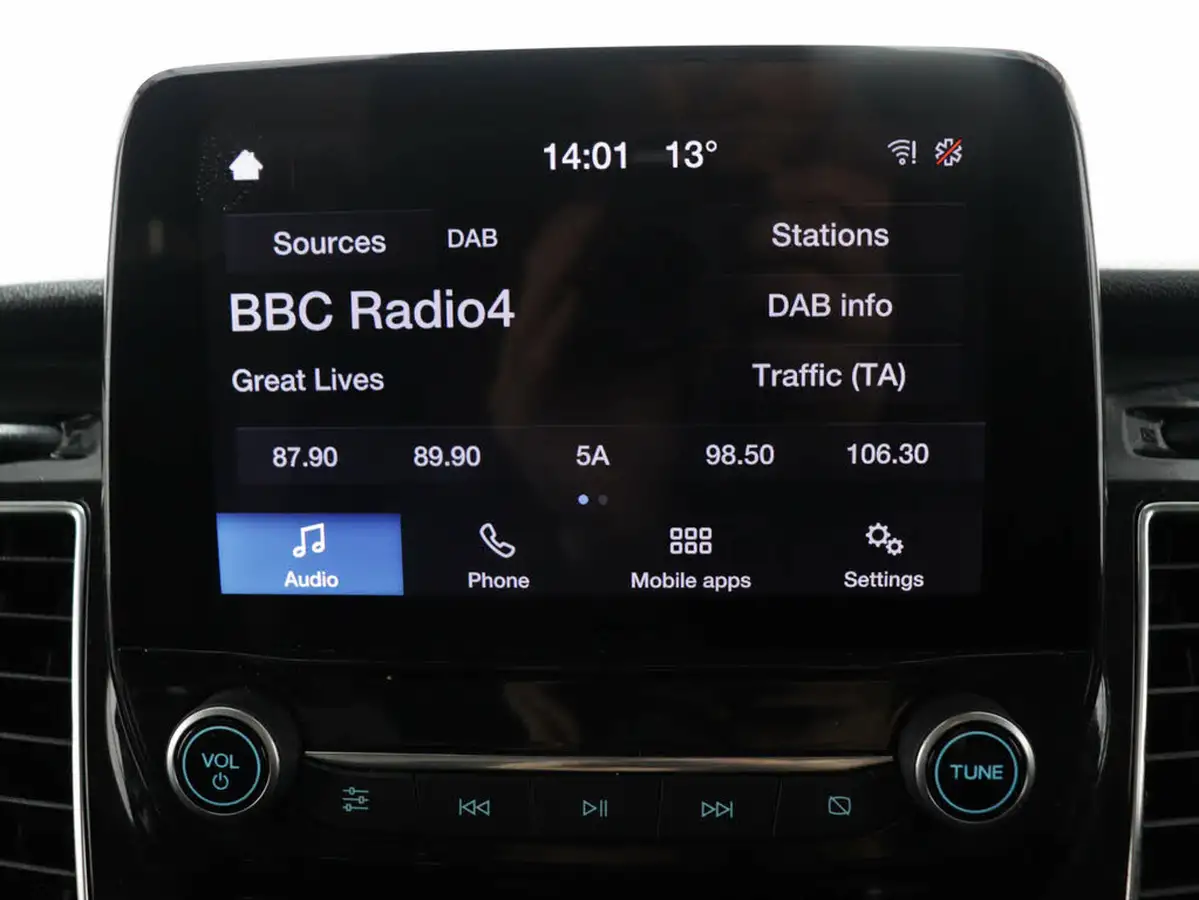 14:01 13°
Sources DAB Stations
BBC Radio4 DAB info
Great Lives Traffic (TA)
87.90 89.90 5A 98.50 106.30
Audio Phone Mobile apps Settings
VOL TUNE